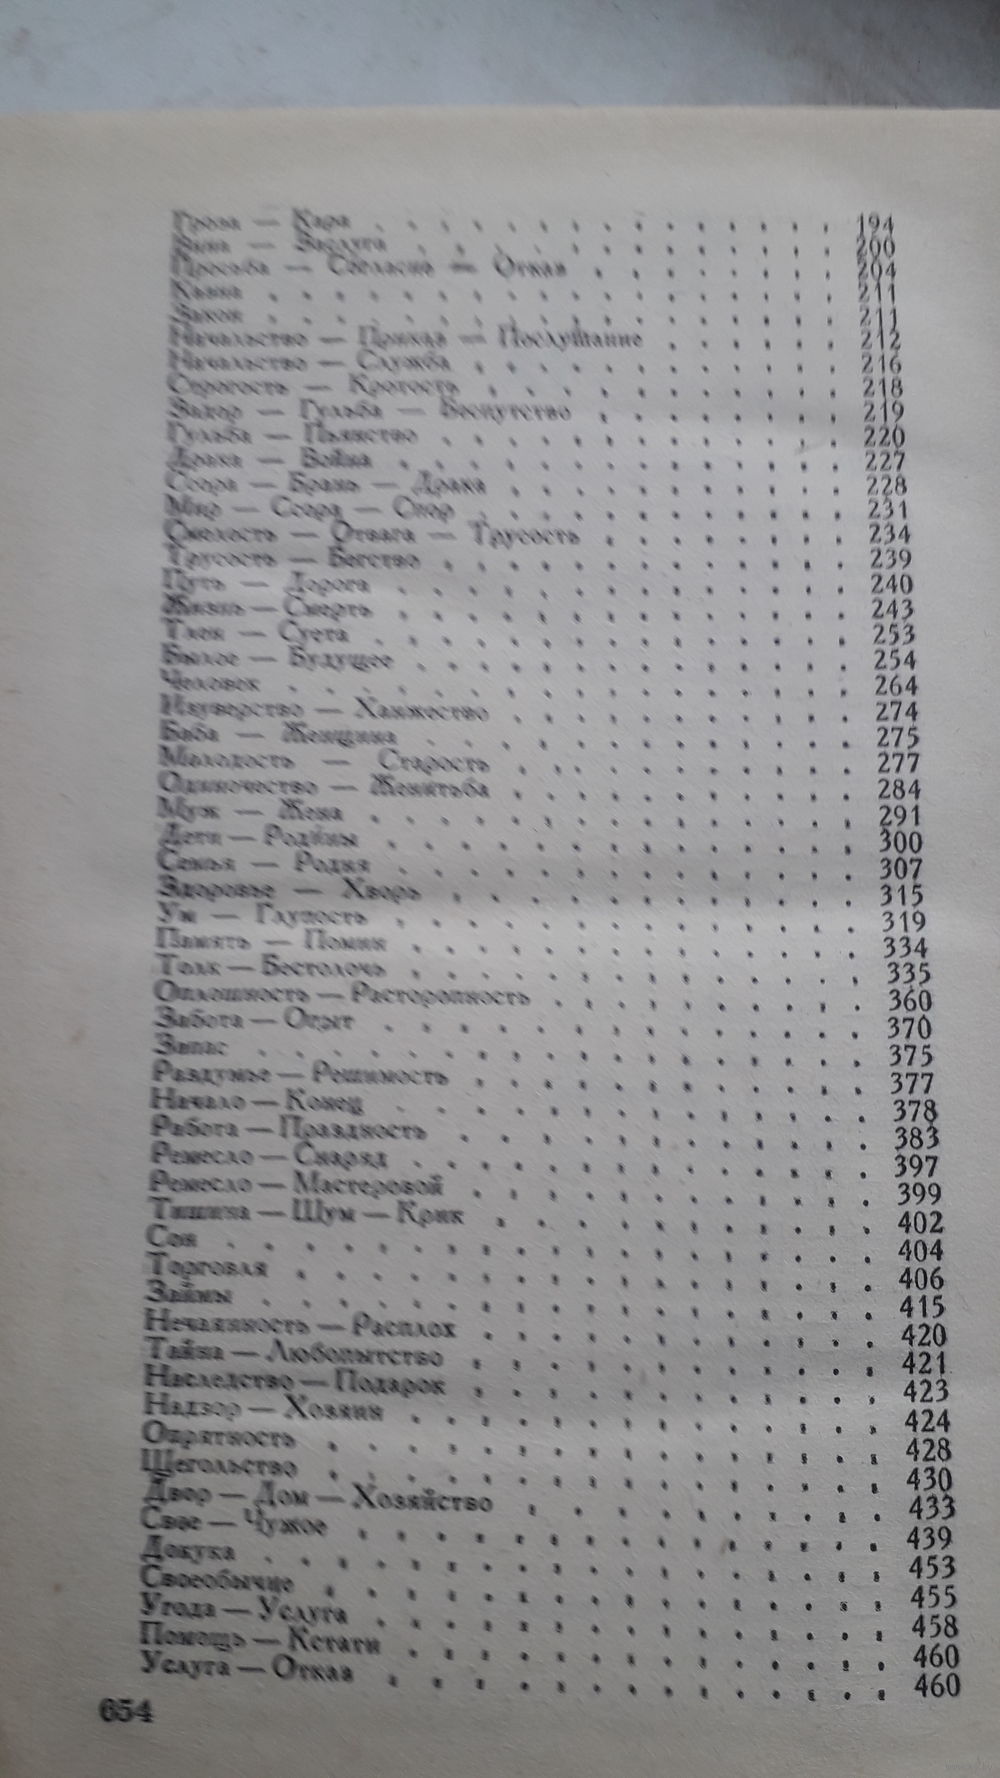 Гроза — Кара . . . . . . . . . . . . 194
Вина — Заслуга . . . . . . . . . . . 200
Просьба — Согласие — Отказ . . . . . . . 204
Казна . . . . . . . . . . . . . . 211
Закон . . . . . . . . . . . . . . 211
Начальство — Приказ — Послушание . . . . . 212
Начальство — Служба . . . . . . . . . . 216
Строгость — Кротость . . . . . . . . . . 218
Задор — Гульба — Беспутство . . . . . . . 219
Гульба — Пьянство . . . . . . . . . . . 220
Драка — Война . . . . . . . . . . . . 227
Ссора — Брань — Драка . . . . . . . . . 228
Мир — Ссора — Спор . . . . . . . . . . 231
Смелость — Отвага — Трусость . . . . . . . 234
Трусость — Бегство . . . . . . . . . . . 239
Путь — Дорога . . . . . . . . . . . . 240
Жизнь — Смерть . . . . . . . . . . . . 243
Тлен — Суета . . . . . . . . . . . . . 253
Былое — Будущее . . . . . . . . . . . . 254
Человек . . . . . . . . . . . . . . . 264
Изуверство — Ханжество . . . . . . . . . 274
Баба — Женщина . . . . . . . . . . . . 275
Молодость — Старость . . . . . . . . . . 277
Одиночество — Женитьба . . . . . . . . . 284
Муж — Жена . . . . . . . . . . . . . 291
Дети — Родины . . . . . . . . . . . . 300
Семья — Родня . . . . . . . . . . . . 307
Здоровье — Хворь . . . . . . . . . . . 315
Ум — Глупость . . . . . . . . . . . . 319
Память — Помин . . . . . . . . . . . . 334
Толк — Бестолочь . . . . . . . . . . . . 335
Оплошность — Расторопность . . . . . . . . 360
Забота — Опыт . . . . . . . . . . . . 370
Запас . . . . . . . . . . . . . . . . 375
Раздумье — Решимость . . . . . . . . . . 377
Начало — Конец . . . . . . . . . . . . 378
Работа — Праздность . . . . . . . . . . . 383
Ремесло — Снаряд . . . . . . . . . . . . 397
Ремесло — Мастеровой . . . . . . . . . . 399
Тишина — Шум — Крик . . . . . . . . . . 402
Сон . . . . . . . . . . . . . . . . . 404
Торговля . . . . . . . . . . . . . . . 406
Займы . . . . . . . . . . . . . . . . 415
Нечаянность — Расплох . . . . . . . . . . 420
Тайна — Любопытство . . . . . . . . . . . 421
Наследство — Подарок . . . . . . . . . . 423
Надзор — Хозяин . . . . . . . . . . . . 424
Опрятность . . . . . . . . . . . . . . 428
Щегольство . . . . . . . . . . . . . . 430
Двор — Дом — Хозяйство . . . . . . . . . 433
Свое — Чужое . . . . . . . . . . . . . 439
Докука . . . . . . . . . . . . . . . . 453
Своеобычие . . . . . . . . . . . . . . 455
Угода — Услуга . . . . . . . . . . . . . 458
Помощь — Кстати . . . . . . . . . . . . 460
Услуга — Отказ . . . . . . . . . . . . . 460
654